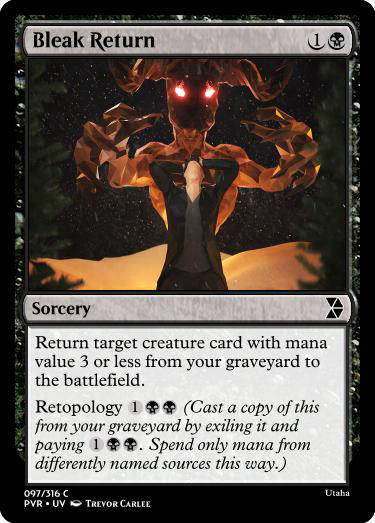 Bleak Return 1
Sorcery
Return target creature card with mana
value 3 or less from your graveyard to
the battlefield.
Retopology 1 (Cast a copy of this
from your graveyard by exiling it and
paying 1. Spend only mana from
differently named sources this way.)
097/316 C
Utaha
PVR • UV TREVOR CARLEE